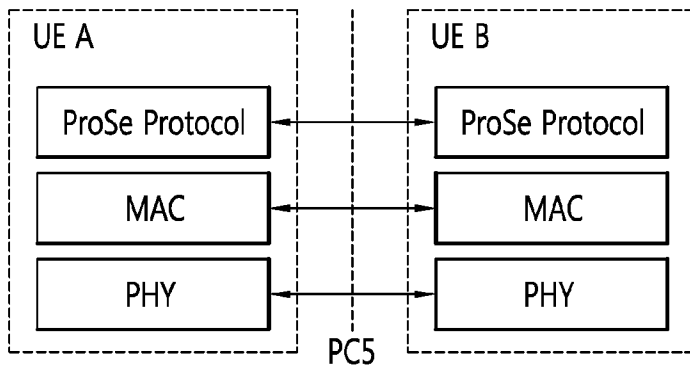 UE A
UE B
ProSe Protocol
ProSe Protocol
MAC
MAC
PHY
PHY
PC5